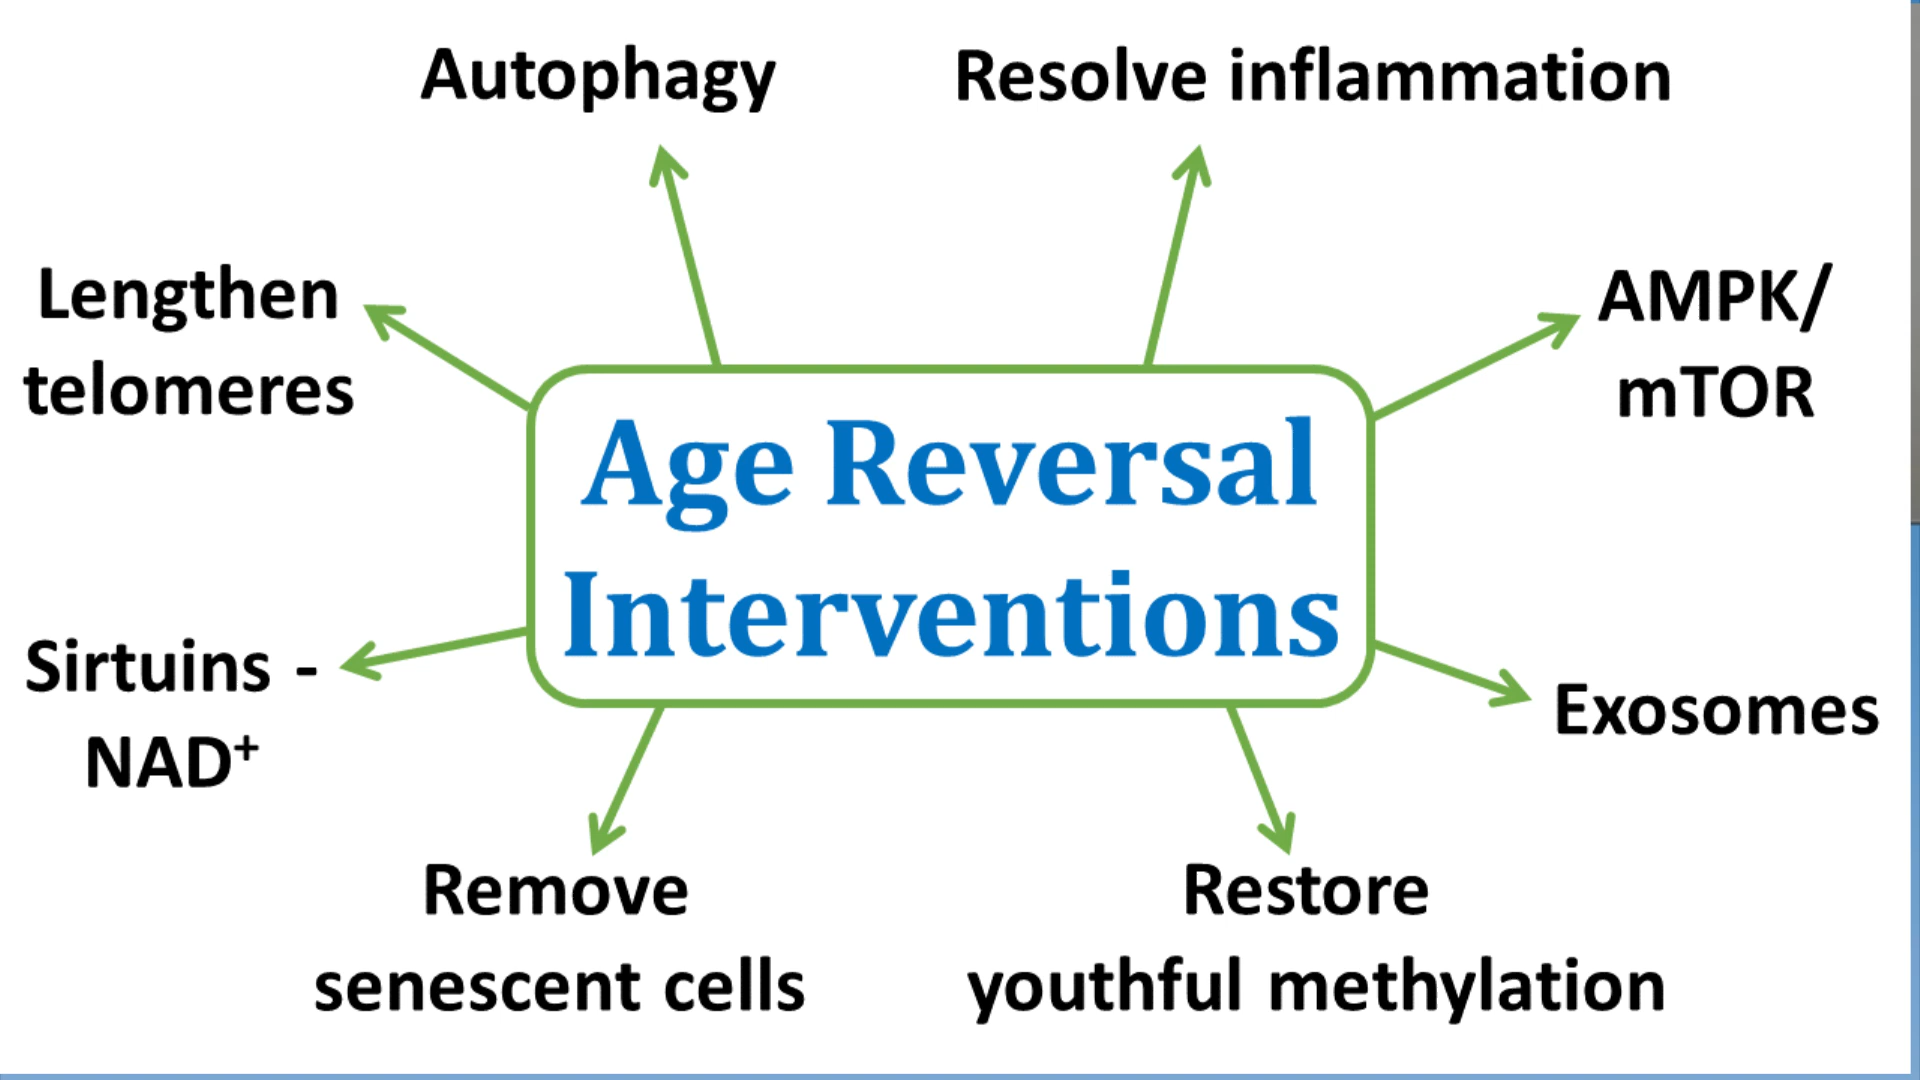 Autophagy
Resolve inflammation
Lengthen
telomeres
AMPK/
mTOR
Age Reversal
Interventions
Sirtuins -
NAD⁺
Exosomes
Remove
senescent cells
Restore
youthful methylation